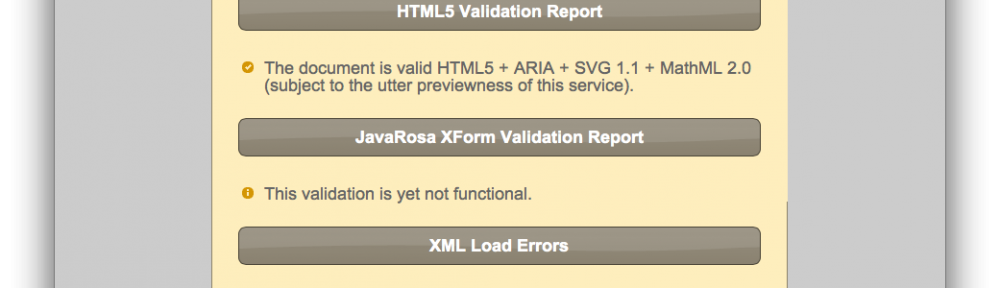 HTML5 Validation Report
The document is valid HTML5 + ARIA + SVG 1.1 + MathML 2.0
(subject to the utter previewness of this service).
JavaRosa XForm Validation Report
This validation is yet not functional.
XML Load Errors